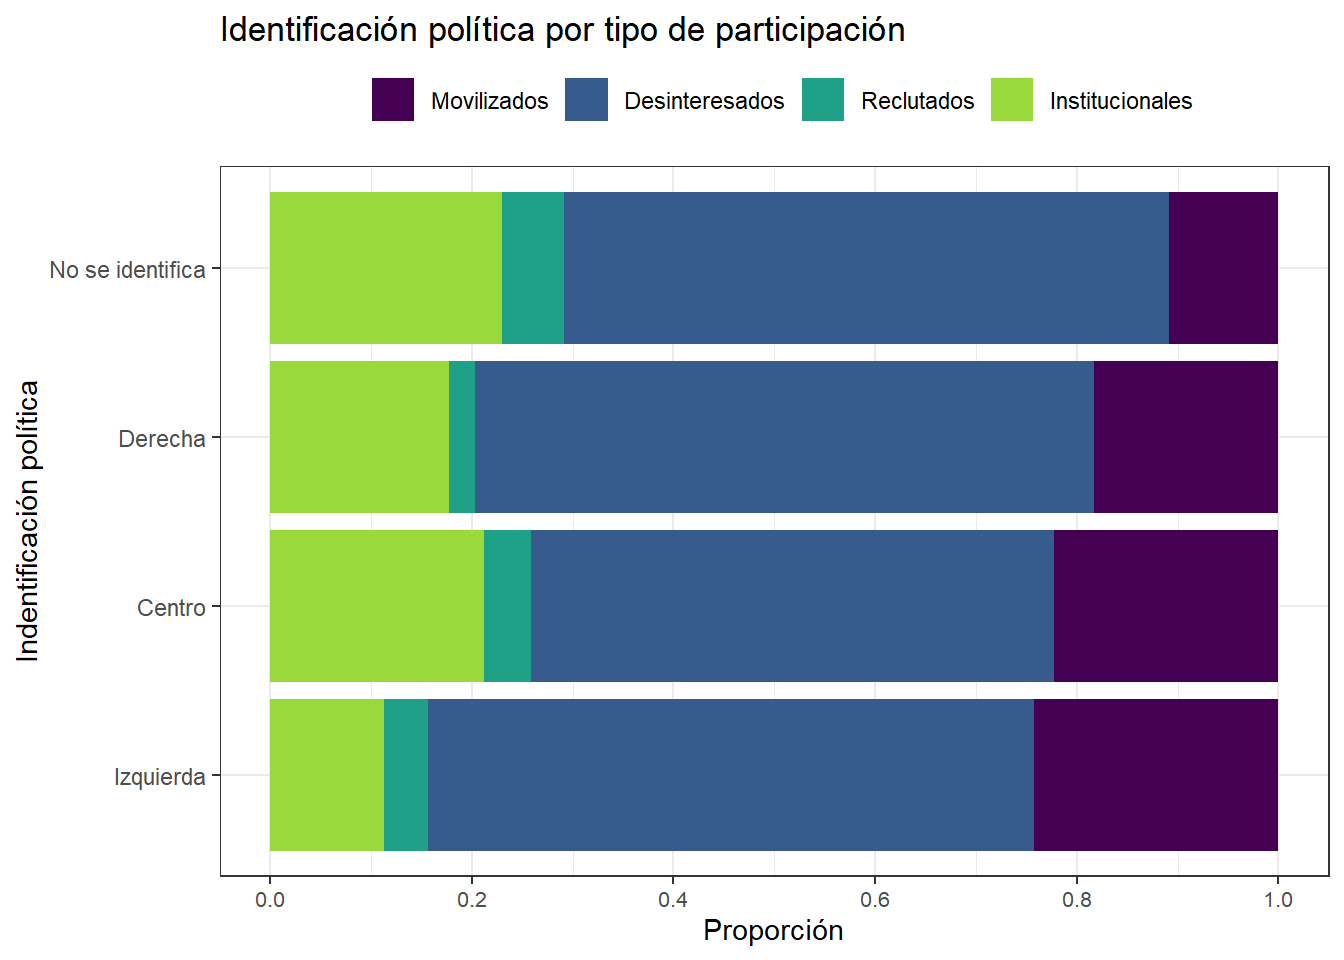 Identificación política por tipo de participación
Movilizados Desinteresados Reclutados Institucionales
Indentificación política
No se identifica
Derecha
Centro
Izquierda
0.0 0.2 0.4 0.6 0.8 1.0
Proporción